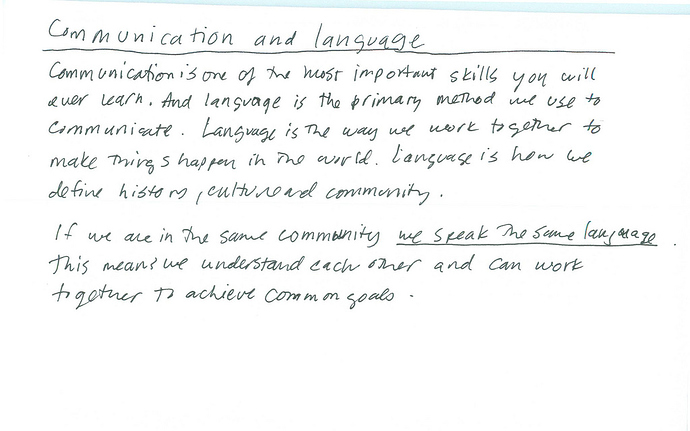 Communication and language
Communication is one of the most important skills you will
ever learn. And language is the primary method we use to
communicate. Language is the way we work together to
make things happen in the world. Language is how we
define history, culture and community.
If we are in the same community we speak the same language.
This means we understand each other and can work
together to achieve common goals.